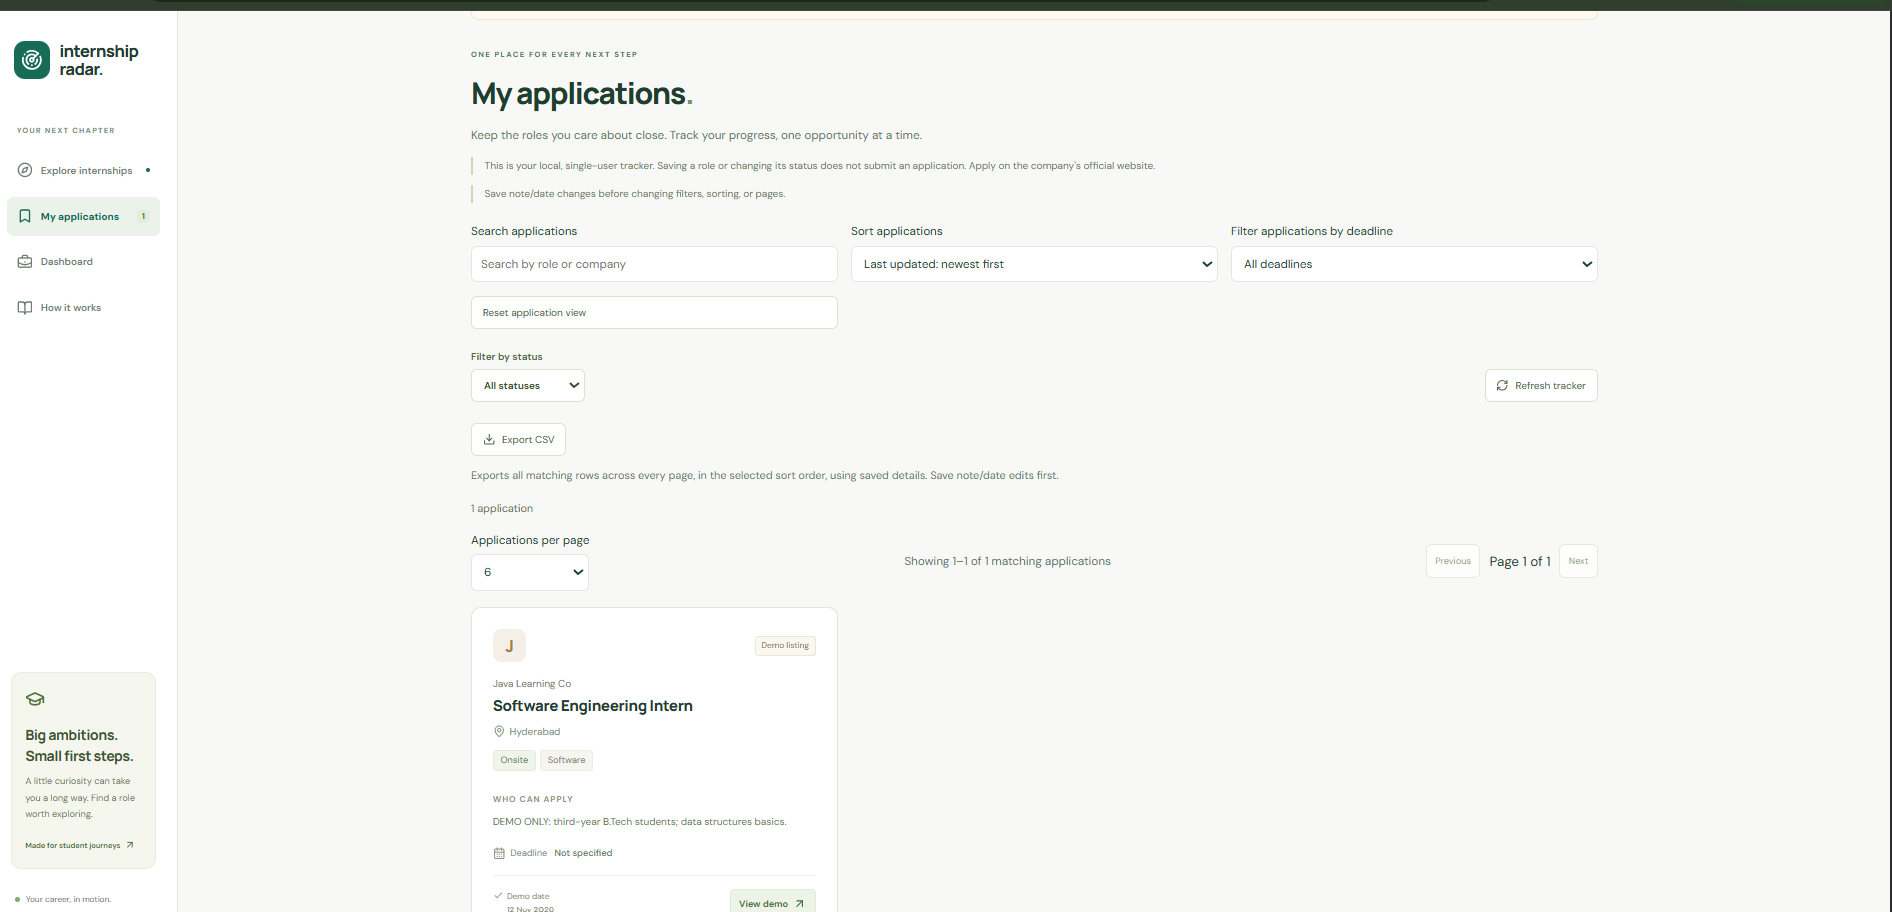 internship
radar.
YOUR NEXT CHAPTER
Explore internships
My applications 1
Dashboard
How it works
Big ambitions.
Small first steps.
A little curiosity can take
you a long way. Find a role
worth exploring.
Made for student journeys
Your career, in motion.
ONE PLACE FOR EVERY NEXT STEP
My applications.
Keep the roles you care about close. Track your progress, one opportunity at a time.
This is your local, single-user tracker. Saving a role or changing its status does not submit an application. Apply on the company's official website.
Save note/date changes before changing filters, sorting, or pages.
Search applications
Search by role or company
Sort applications
Last updated: newest first
Filter applications by deadline
All deadlines
Reset application view
Filter by status
All statuses
Refresh tracker
Export CSV
Exports all matching rows across every page, in the selected sort order, using saved details. Save note/date edits first.
1 application
Applications per page
6
Showing 1–1 of 1 matching applications
Previous
Page 1 of 1
Next
J
Demo listing
Java Learning Co
Software Engineering Intern
Hyderabad
Onsite
Software
WHO CAN APPLY
DEMO ONLY: third-year B.Tech students; data structures basics.
Deadline Not specified
Demo date
12 Nov 2026
View demo